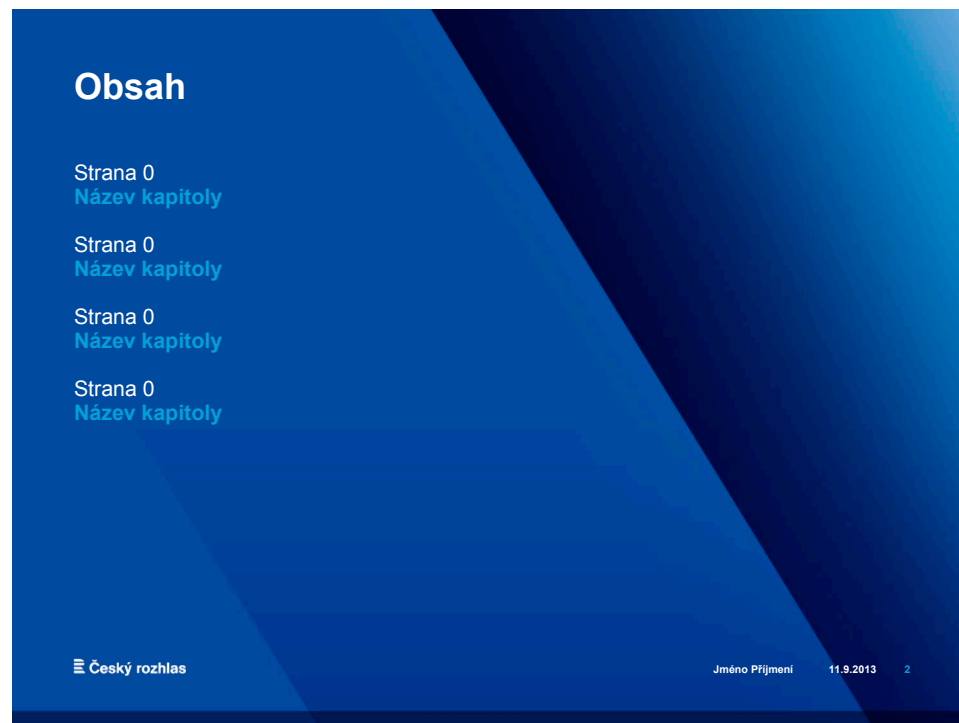 Obsah
Strana 0
Název kapitoly
Strana 0
Název kapitoly
Strana 0
Název kapitoly
Strana 0
Název kapitoly
Český rozhlas
Jméno Příjmení 11.9.2013 2